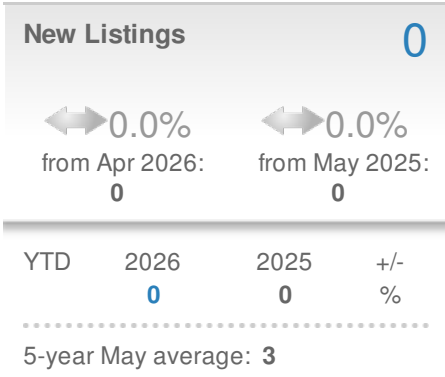 New Listings 0
0.0% 0.0%
from Apr 2026: from May 2025:
0 0
YTD 2026 2025 +/-
0 0 %
5-year May average: 3